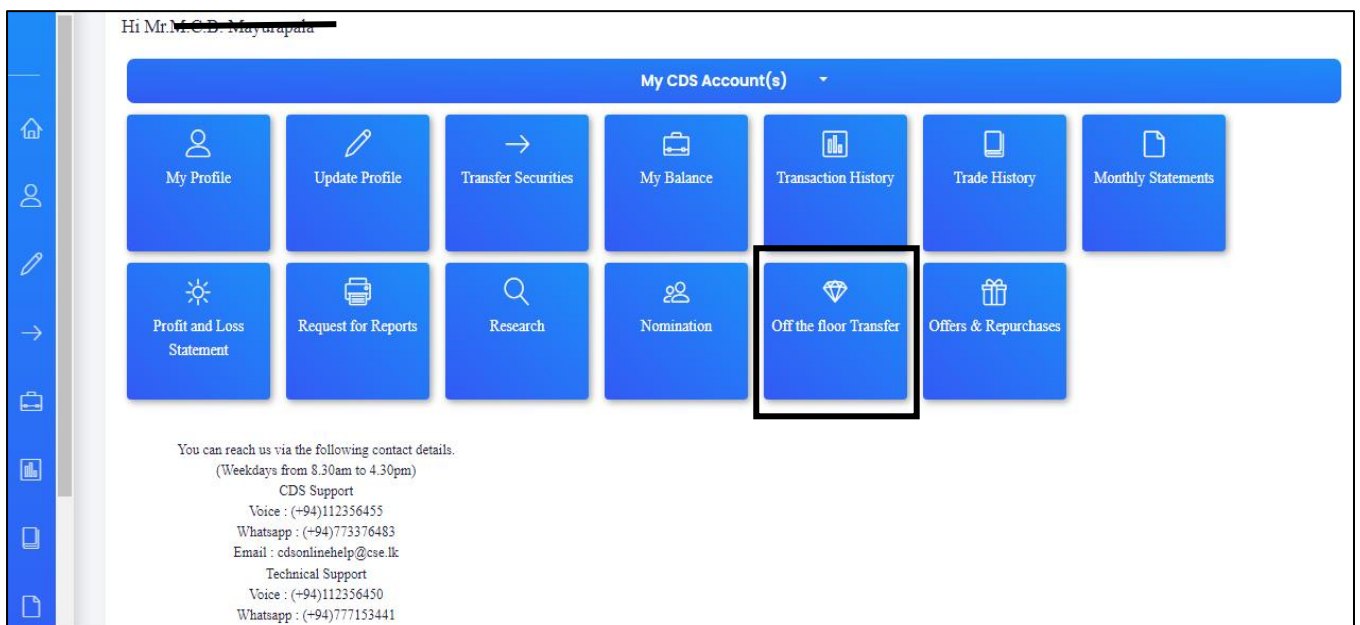 Hi Mr.
My CDS Account(s)
My Profile
Update Profile
Transfer Securities
My Balance
Transaction History
Trade History
Monthly Statements
Profit and Loss
Statement
Request for Reports
Research
Nomination
Off the floor Transfer
Offers & Repurchases
You can reach us via the following contact details.
(Weekdays from 8.30am to 4.30pm)
CDS Support
Voice : (+94)112356455
Whatsapp : (+94)773376483
Email : cdsonlinehelp@cse.lk
Technical Support
Voice : (+94)112356450
Whatsapp : (+94)777153441